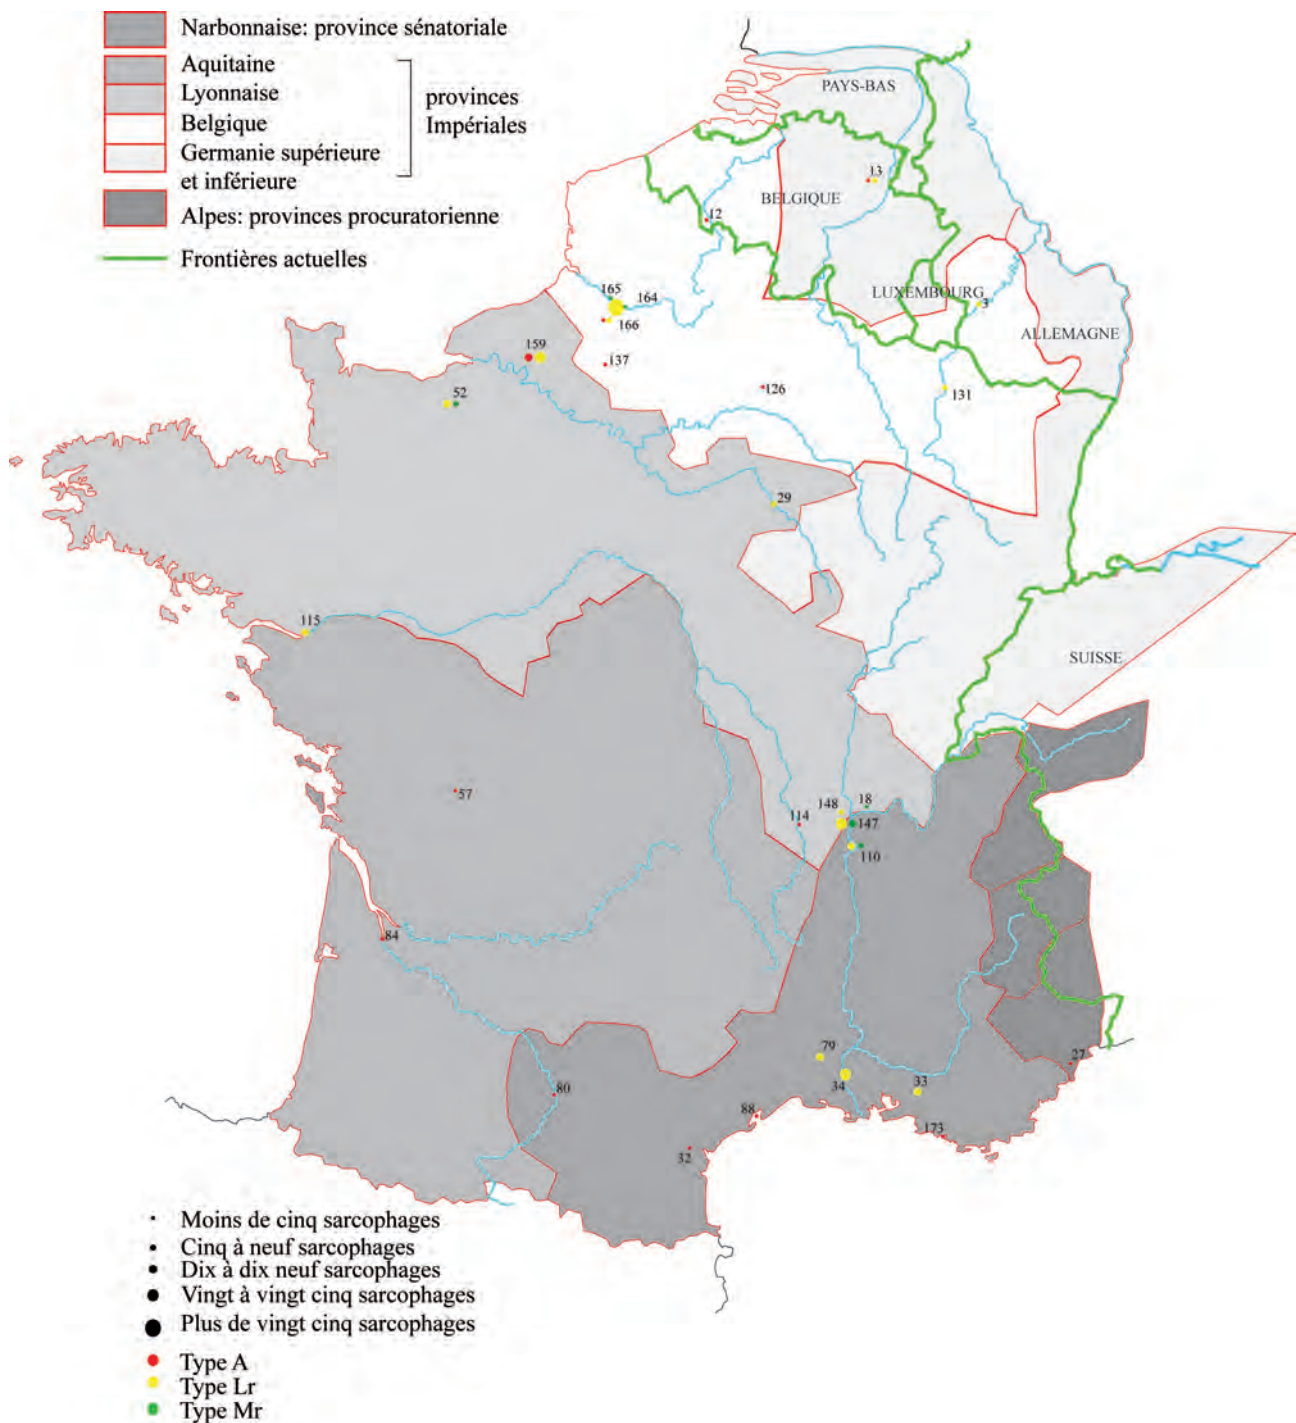 Narbonnaise: province sénatoriale
Aquitaine
Lyonnaise
Belgique
Germanie supérieure
et inférieure
provinces
Impériales
Alpes: provinces procuratorienne
Frontières actuelles
PAYS-BAS
BELGIQUE
13
12
LUXEMBOURG
3
ALLEMAGNE
165
164
166
159
137
126
131
52
29
115
SUISSE
57
148
18
114
147
110
84
79
27
80
34
33
88
173
32
Moins de cinq sarcophages
Cinq à neuf sarcophages
Dix à dix neuf sarcophages
Vingt à vingt cinq sarcophages
Plus de vingt cinq sarcophages
Type A
Type Lr
Type Mr